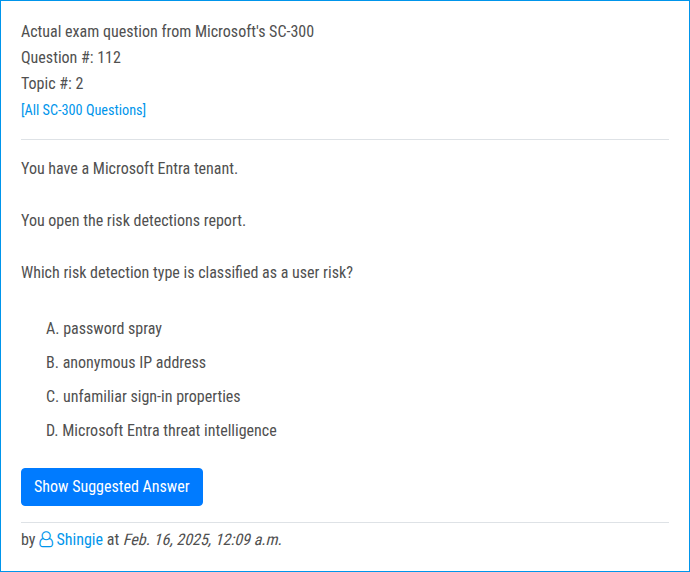 Actual exam question from Microsoft's SC-300
Question #: 112
Topic #: 2
[All SC-300 Questions]
You have a Microsoft Entra tenant.
You open the risk detections report.
Which risk detection type is classified as a user risk?
A. password spray
B. anonymous IP address
C. unfamiliar sign-in properties
D. Microsoft Entra threat intelligence
Show Suggested Answer
by Shingie at Feb. 16, 2025, 12:09 a.m.